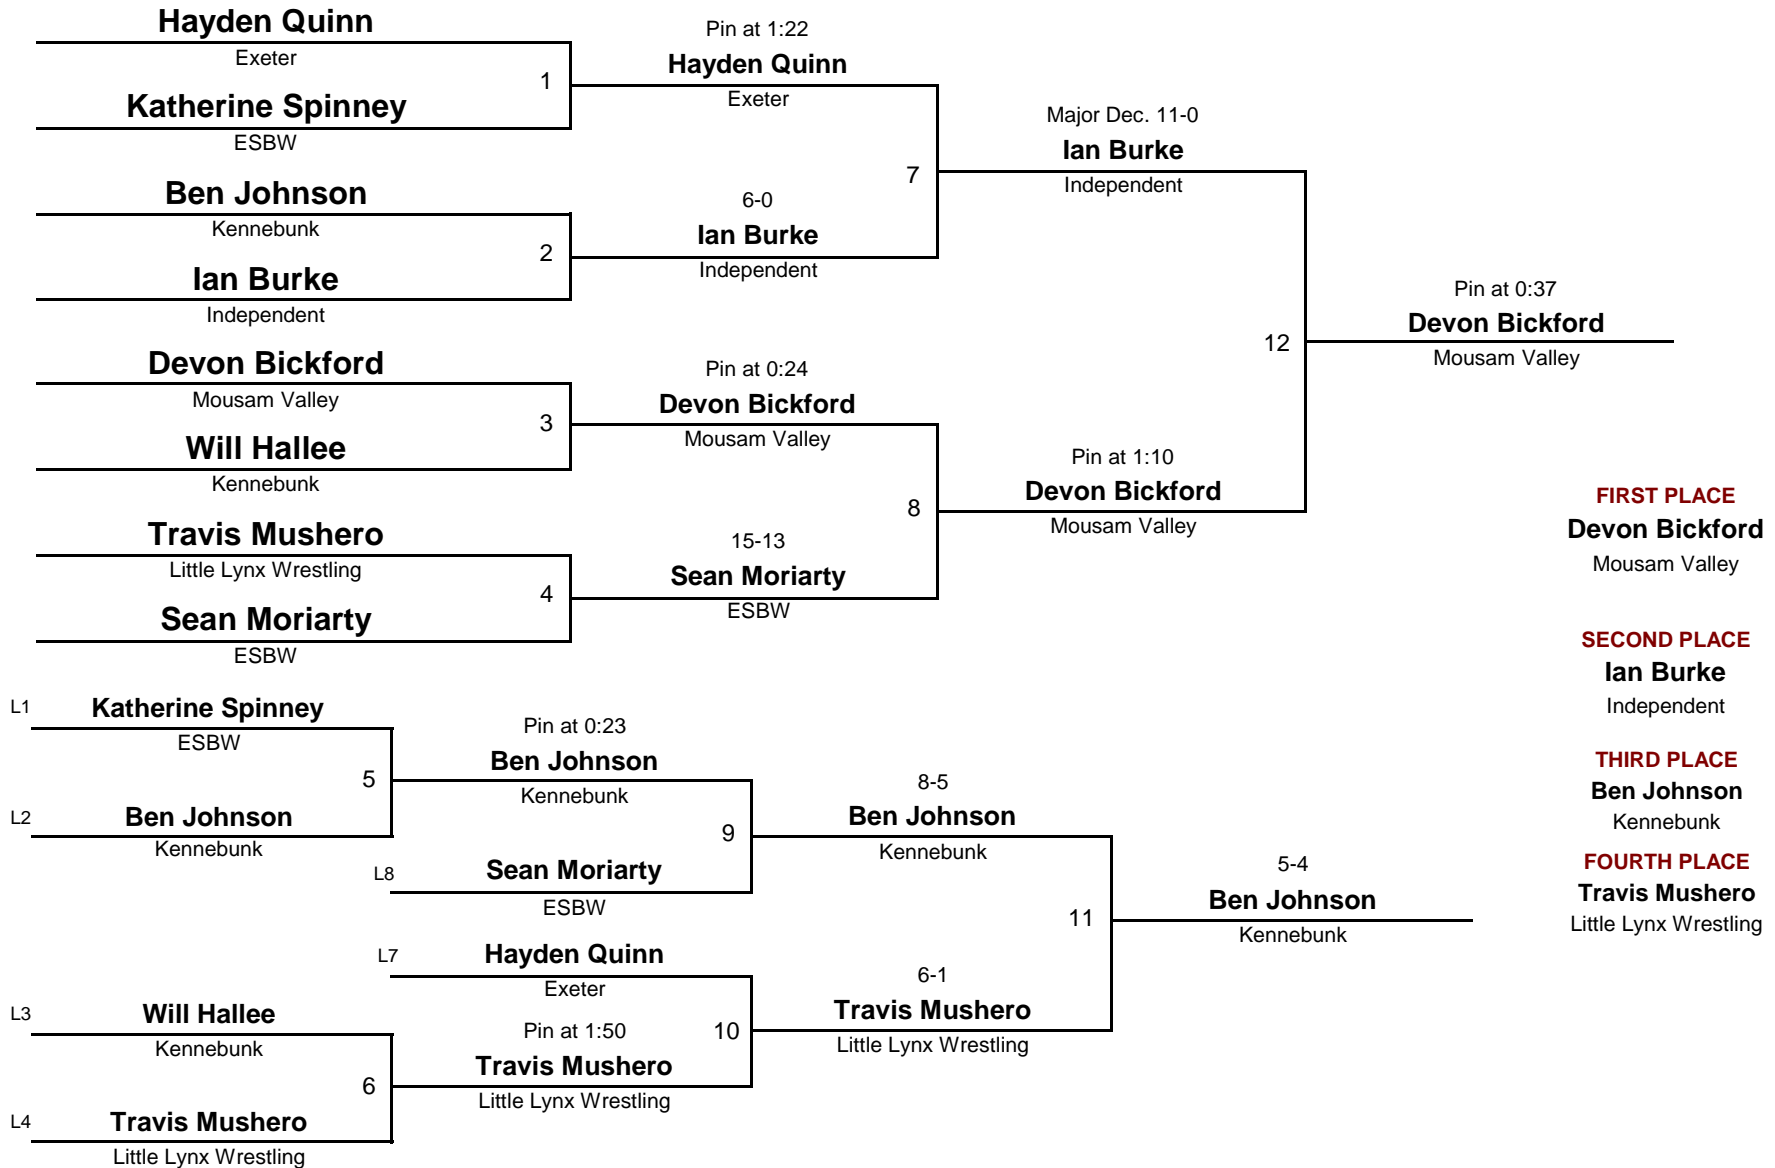 Hayden Quinn
Exeter
1
Katherine Spinney
ESBW
Ben Johnson
Kennebunk
2
Ian Burke
Independent
Devon Bickford
Mousam Valley
3
Will Hallee
Kennebunk
Travis Mushero
Little Lynx Wrestling
4
Sean Moriarty
ESBW
Pin at 1:22
Hayden Quinn
Exeter
7
6-0
Ian Burke
Independent
Pin at 0:24
Devon Bickford
Mousam Valley
8
15-13
Sean Moriarty
ESBW
Major Dec. 11-0
Ian Burke
Independent
12
Pin at 1:10
Devon Bickford
Mousam Valley
Pin at 0:37
Devon Bickford
Mousam Valley
L1 Katherine Spinney
ESBW
5
L2 Ben Johnson
Kennebunk
L3 Will Hallee
Kennebunk
6
L4 Travis Mushero
Little Lynx Wrestling
Pin at 0:23
Ben Johnson
Kennebunk
9
L8 Sean Moriarty
ESBW
L7 Hayden Quinn
Exeter
10
Pin at 1:50
Travis Mushero
Little Lynx Wrestling
8-5
Ben Johnson
Kennebunk
11
6-1
Travis Mushero
Little Lynx Wrestling
5-4
Ben Johnson
Kennebunk
FIRST PLACE
Devon Bickford
Mousam Valley
SECOND PLACE
Ian Burke
Independent
THIRD PLACE
Ben Johnson
Kennebunk
FOURTH PLACE
Travis Mushero
Little Lynx Wrestling